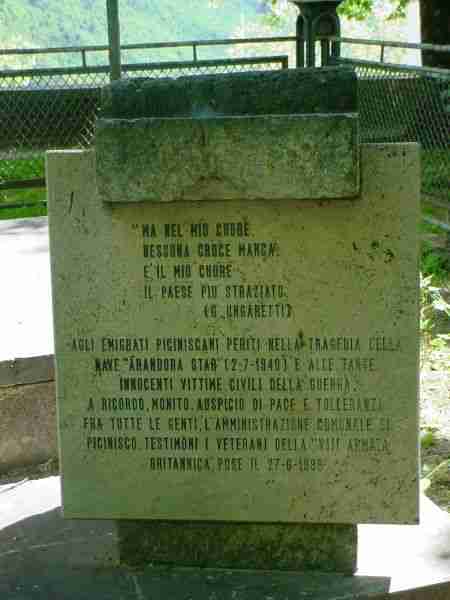 "MA NEL MIO CUORE
NESSUNA CROCE MANCA.
E' IL MIO CUORE
IL PAESE PIU STRAZIATO.
(G. UNGARETTI)
AGLI EMIGRATI PICINISCANI PERITI NELLA TRAGEDIA DELLA
NAVE "ARANDORA STAR" (2-7-1940) E ALLE TANTE
INNOCENTI VITTIME CIVILI DELLA GUERRA.
A RICORDO, MONITO, AUSPICIO DI PACE E TOLLERANZA
FRA TUTTE LE GENTI, L'AMMINISTRAZIONE COMUNALE DI
PICINISCO, TESTIMONI I VETERANI DELLA "VIII ARMATA
BRITANNICA", POSE IL